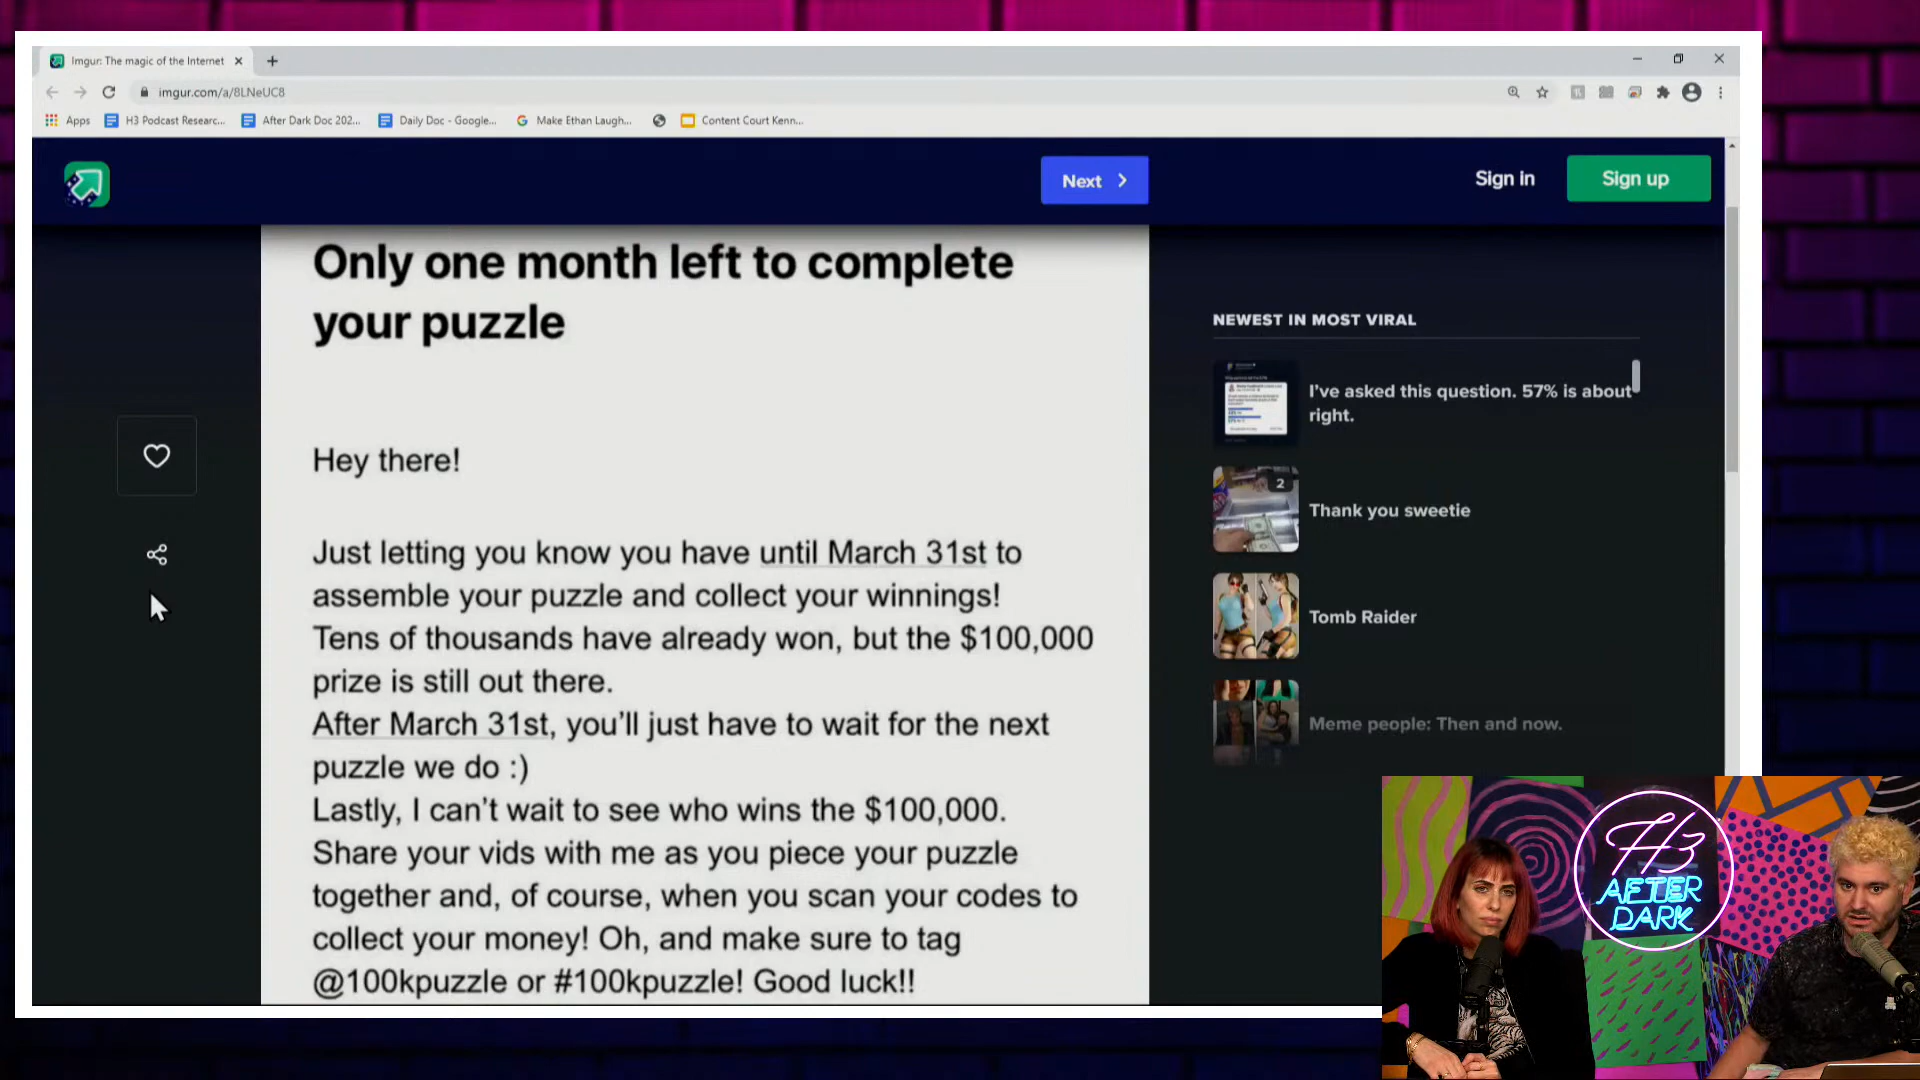 Imgur: The magic of the Internet
imgur.com/a/8LNeUC8
Apps
H3 Podcast Researc...
After Dark Doc 202...
Daily Doc - Google...
Make Ethan Laugh...
Content Court Kenn...
Next
Sign in
Sign up
Only one month left to complete
your puzzle
Hey there!
Just letting you know you have until March 31st to
assemble your puzzle and collect your winnings!
Tens of thousands have already won, but the $100,000
prize is still out there.
After March 31st, you’ll just have to wait for the next
puzzle we do :)
Lastly, I can’t wait to see who wins the $100,000.
Share your vids with me as you piece your puzzle
together and, of course, when you scan your codes to
collect your money! Oh, and make sure to tag
@100kpuzzle or #100kpuzzle! Good luck!!
NEWEST IN MOST VIRAL
I’ve asked this question. 57% is about
right.
2
Thank you sweetie
Tomb Raider
Meme people: Then and now.
H3
AFTER
DARK